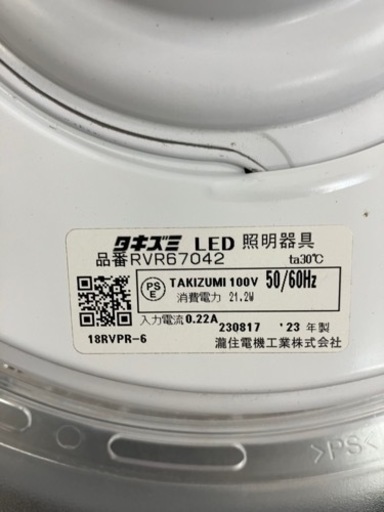 タキズミ LED 照明器具
品番RVR67042 ta30℃
PS E TAKIZUMI 100V 50/60Hz
消費電力 21.2W
入力電流0.22A 230817 '23 年製
18RVPR-6 瀧住電機工業株式会社
>PS<